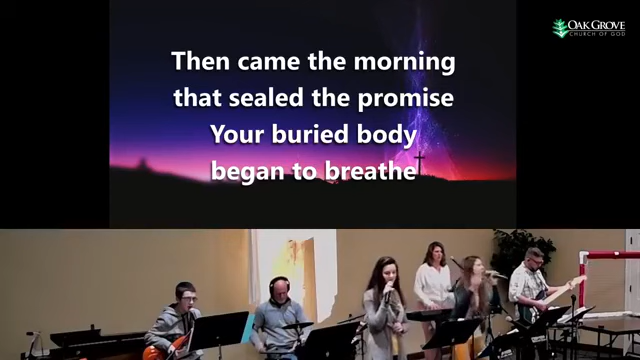 OAK GROVE
CHURCH OF GOD
Then came the morning
that sealed the promise
Your buried body
began to breathe